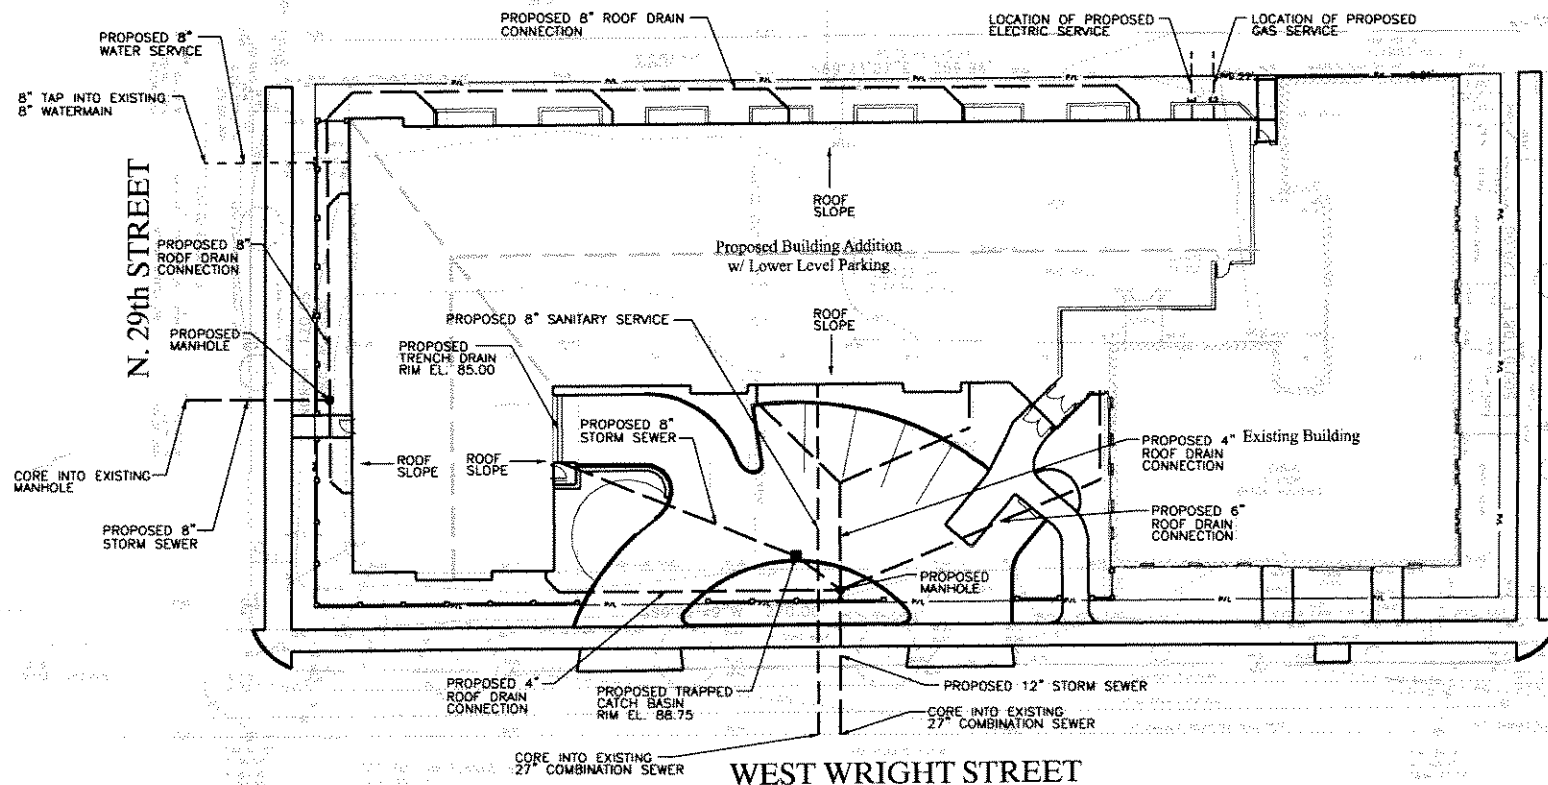 PROPOSED 8"
WATER SERVICE
PROPOSED 8" ROOF DRAIN
CONNECTION
LOCATION OF PROPOSED
ELECTRIC SERVICE
LOCATION OF PROPOSED
GAS SERVICE
8" TAP INTO EXISTING
8" WATERMAIN
P/L
P/L
P/L
P/L
P/L
P/L
N. 29th STREET
ROOF
SLOPE
PROPOSED 8"
ROOF DRAIN
CONNECTION
Proposed Building Addition
w/ Lower Level Parking
PROPOSED 8" SANITARY SERVICE
ROOF
SLOPE
PROPOSED
MANHOLE
PROPOSED
TRENCH DRAIN
RIM EL. 85.00
P/L
PROPOSED 8"
STORM SEWER
PROPOSED 4"
ROOF DRAIN
CONNECTION
Existing Building
ROOF
SLOPE
ROOF
SLOPE
CORE INTO EXISTING
MANHOLE
PROPOSED 8"
STORM SEWER
PROPOSED 6"
ROOF DRAIN
CONNECTION
P/L
PROPOSED
MANHOLE
P/L
P/L
P/L
P/L
P/L
P/L
PROPOSED 4"
ROOF DRAIN
CONNECTION
PROPOSED TRAPPED
CATCH BASIN
RIM EL. 88.75
PROPOSED 12" STORM SEWER
CORE INTO EXISTING
27" COMBINATION SEWER
CORE INTO EXISTING
27" COMBINATION SEWER
WEST WRIGHT STREET